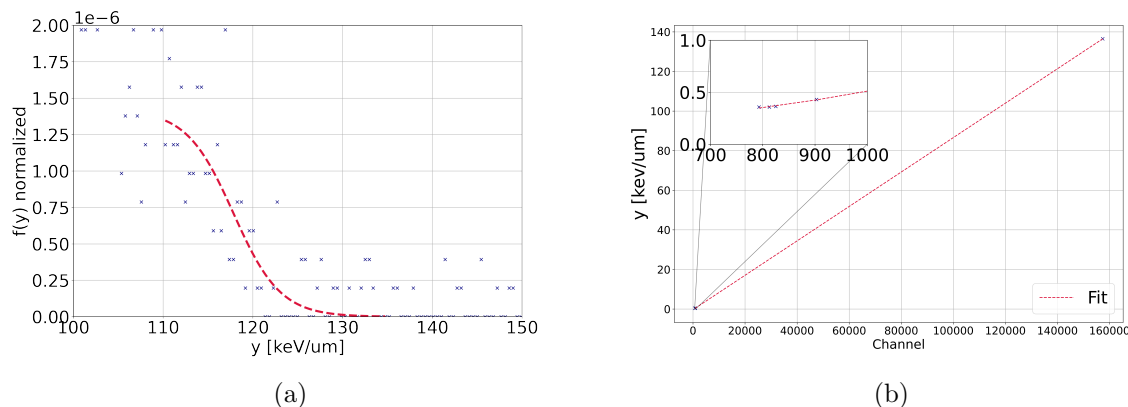 1e−6
2.00
1.75
1.50
1.25
1.00
0.75
0.50
0.25
0.00
100 110 120 130 140 150
y [keV/um]
f(y) normalized
(a)
140
120
100
80
60
40
20
0
1.0
0.5
0.0
700 800 900 1000
y [kev/um]
Fit
0 20000 40000 60000 80000 100000 120000 140000 160000
Channel
(b)